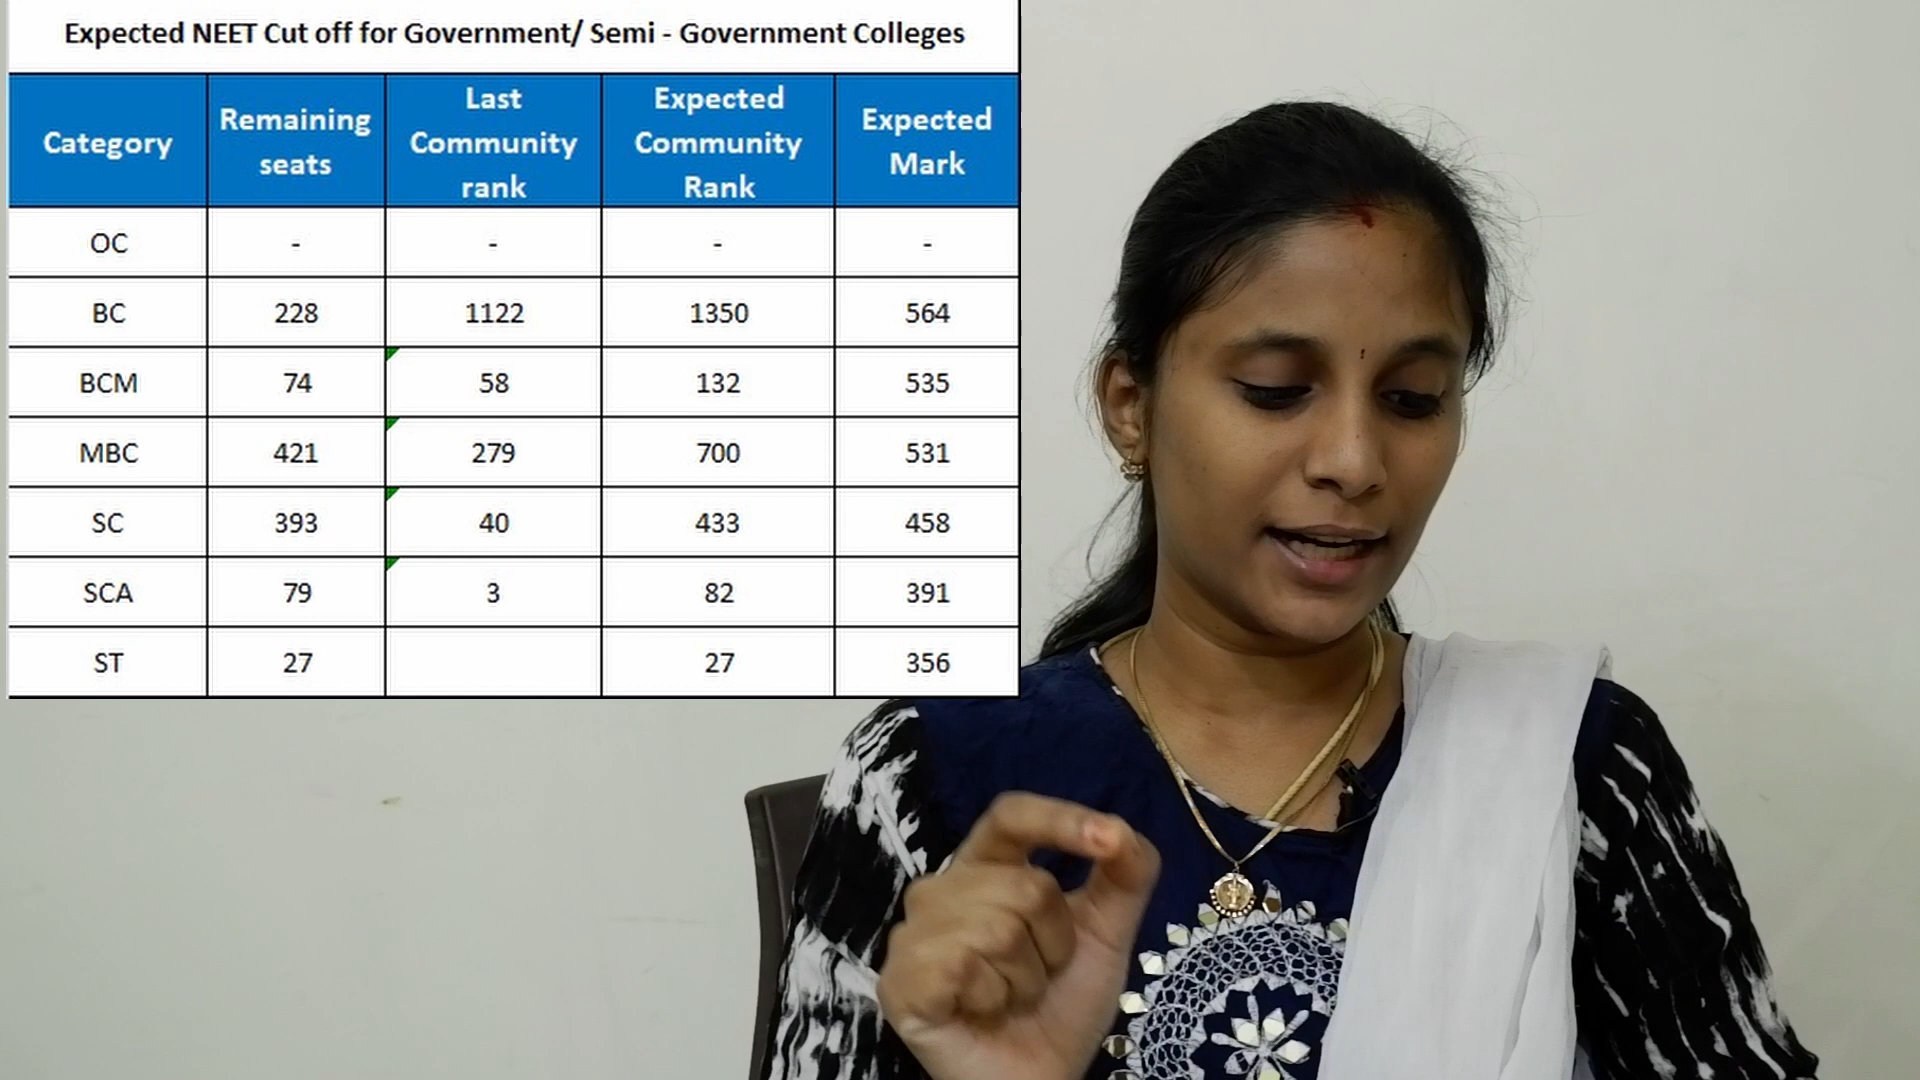 Expected NEET Cut off for Government/ Semi - Government Colleges
Category Remaining seats Last Community rank Expected Community Rank Expected Mark
OC - - - -
BC 228 1122 1350 564
BCM 74 58 132 535
MBC 421 279 700 531
SC 393 40 433 458
SCA 79 3 82 391
ST 27 27 356